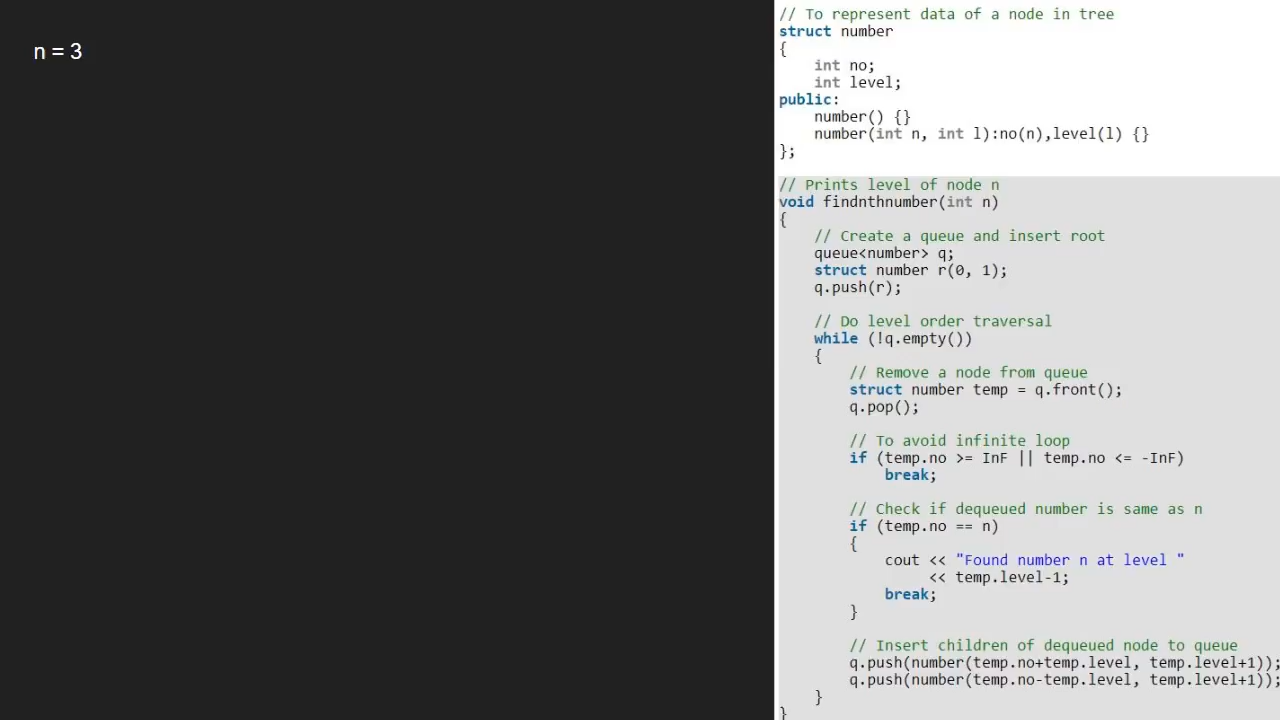 n = 3
// To represent data of a node in tree
struct number
{
    int no;
    int level;
public:
    number() {}
    number(int n, int l):no(n),level(l) {}
};
// Prints level of node n
void findnthnumber(int n)
{
    // Create a queue and insert root
    queue<number> q;
    struct number r(0, 1);
    q.push(r);
    // Do level order traversal
    while (!q.empty())
    {
        // Remove a node from queue
        struct number temp = q.front();
        q.pop();
        // To avoid infinite loop
        if (temp.no >= InF || temp.no <= -InF)
            break;
        // Check if dequeued number is same as n
        if (temp.no == n)
        {
            cout << "Found number n at level "
                 << temp.level-1;
            break;
        }
        // Insert children of dequeued node to queue
        q.push(number(temp.no+temp.level, temp.level+1));
        q.push(number(temp.no-temp.level, temp.level+1));
    }
}